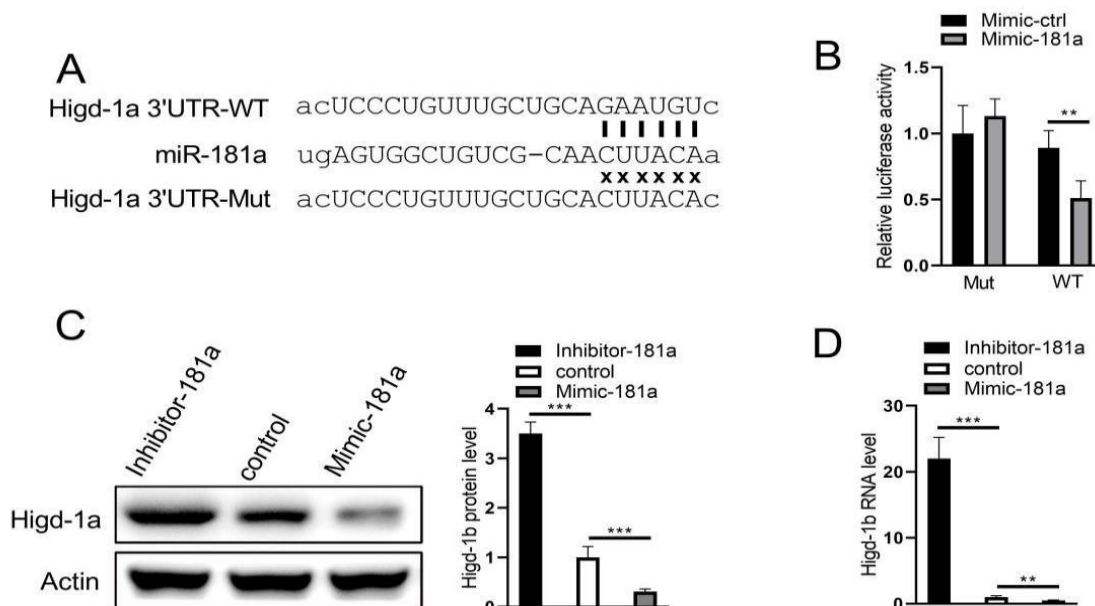 A
Higd-1a 3'UTR-WT acUCCCUGUUUGCUGCAGAAUGUc
miR-181a ugAGUGGCUGUCG-CAACUUACAa
xxxxxx
Higd-1a 3'UTR-Mut acUCCCUGUUUGCUGCACUUACAc
B
Mimic-ctrl
Mimic-181a
Relative luciferase activity
1.5
1.0
0.5
0.0
**
Mut WT
C
Inhibitor-181a control Mimic-181a
Higd-1a
Actin
Inhibitor-181a
control
Mimic-181a
Higd-1b protein level
4
3
2
1
0
***
***
D
Inhibitor-181a
control
Mimic-181a
Higd-1b RNA level
30
20
10
0
***
**